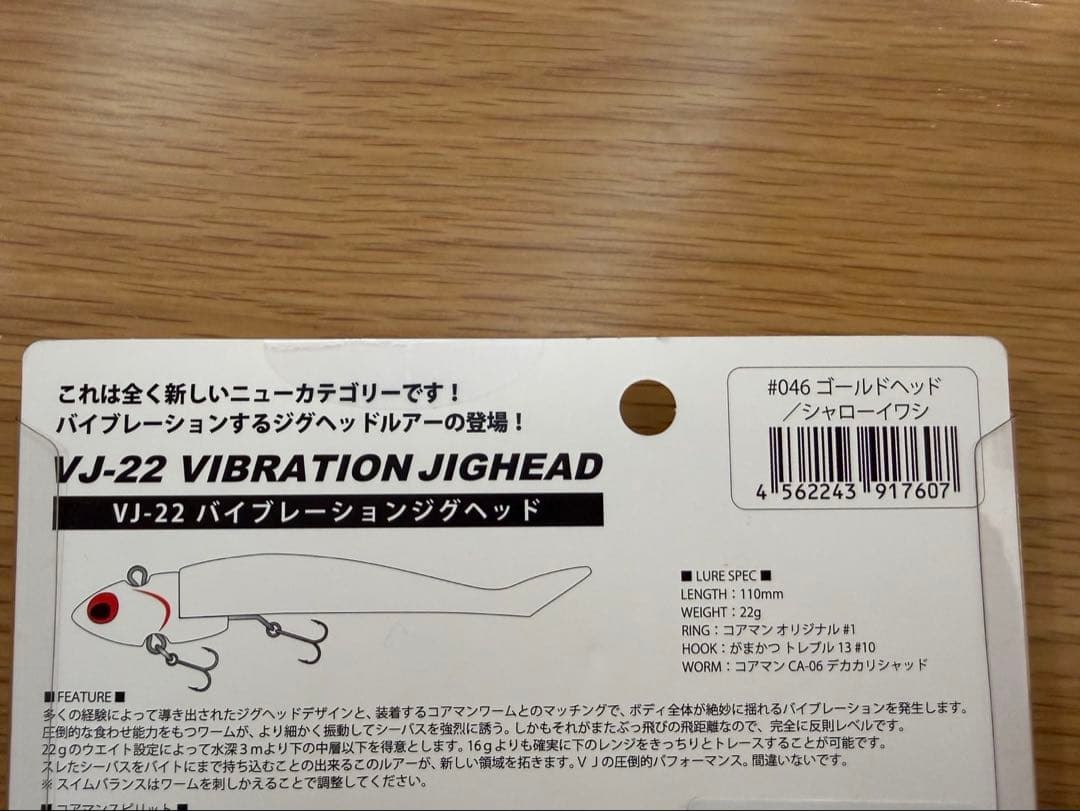 これは全く新しいニューカテゴリーです！
バイブレーションするジグヘッドルアーの登場！
VJ-22 VIBRATION JIGHEAD
VJ-22 バイブレーションジグヘッド
#046 ゴールドヘッド
／シャローイワシ
4 562243 917607
■ LURE SPEC ■
LENGTH：110mm
WEIGHT：22g
RING：コアマン オリジナル #1
HOOK：がまかつ トレブル 13 #10
WORM：コアマン CA-06 デカカリシャッド
■ FEATURE ■
多くの経験によって導き出されたジグヘッドデザインと、装着するコアマンワームとのマッチングで、ボディ全体が絶妙に揺れるバイブレーションを発生します。
圧倒的な食わせ能力をもつワームが、より細かく振動してシーバスを強烈に誘う。しかもそれがまたぶっ飛びの飛距離なので、完全に反則レベルです。
22gのウエイト設定によって水深3mより下の中層以下を得意とします。16gよりも確実に下のレンジをきっちりとトレースすることが可能です。
スレたシーバスをバイトにまで持ち込むことの出来るこのルアーが、新しい領域を拓きます。VJの圧倒的パフォーマンス。間違いないです。
※ スイムバランスはワームを刺しかえることで調整してください。
■ コアマンスピリット ■